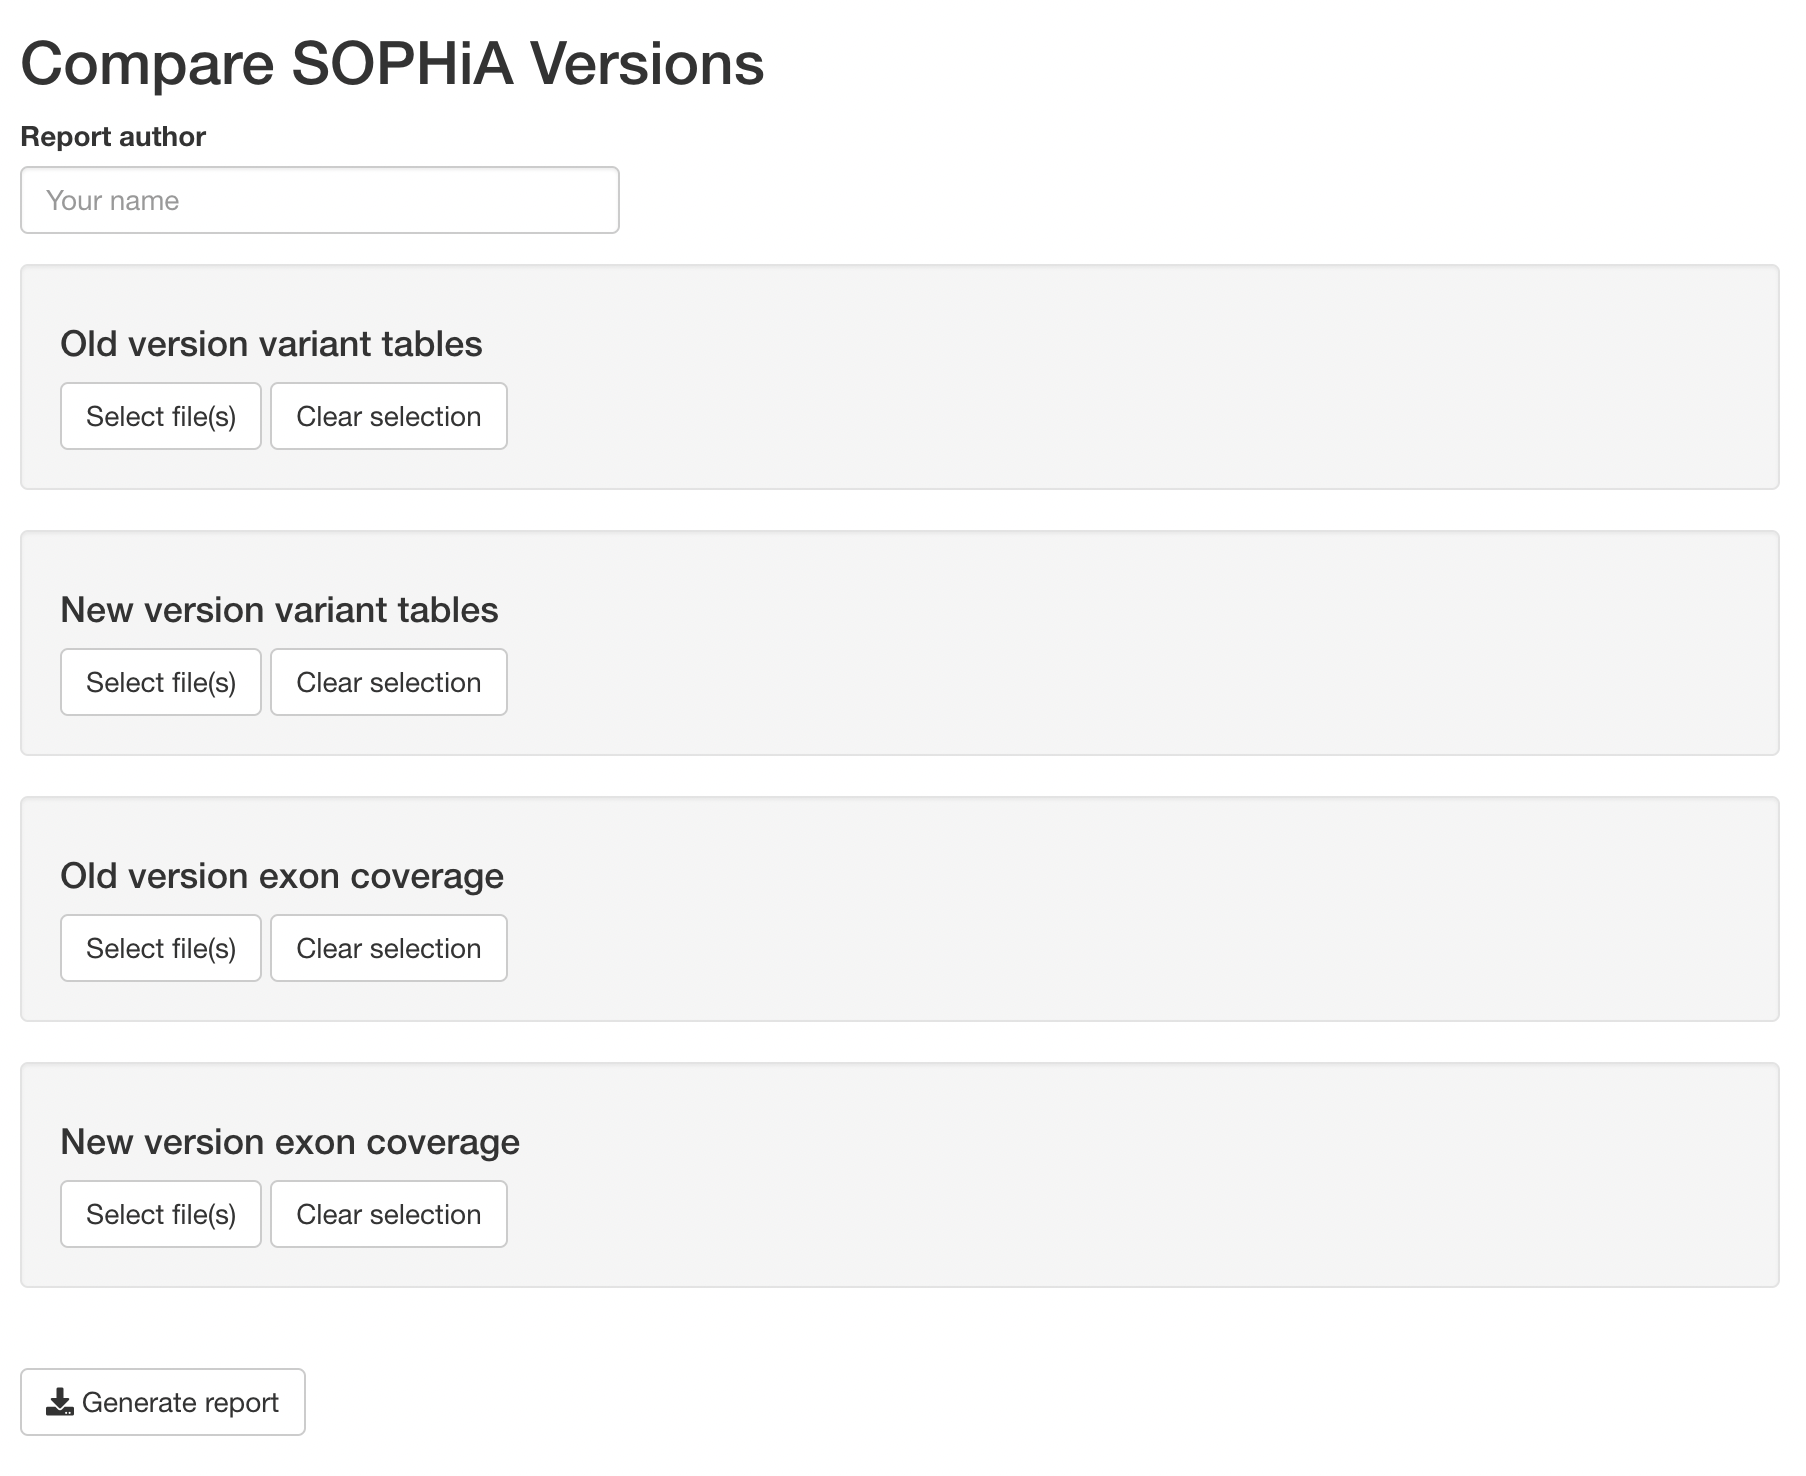 Compare SOPHiA Versions
Report author
Your name
Old version variant tables
Select file(s) Clear selection
New version variant tables
Select file(s) Clear selection
Old version exon coverage
Select file(s) Clear selection
New version exon coverage
Select file(s) Clear selection
Generate report